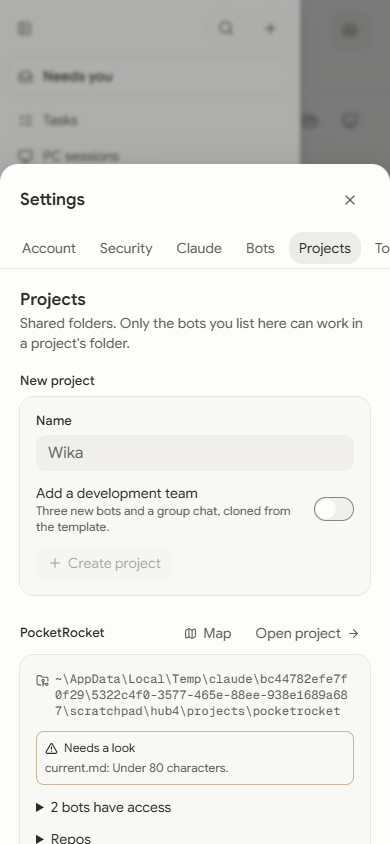 Needs you
Tasks
PC sessions
Settings
Account Security Claude Bots Projects To
Projects
Shared folders. Only the bots you list here can work in
a project's folder.
New project
Name
Wika
Add a development team
Three new bots and a group chat, cloned from
the template.
+ Create project
PocketRocket Map Open project →
~\AppData\Local\Temp\claude\bc44782efe7f
0f29\5322c4f0-3577-465e-88ee-938e1689a68
7\scratchpad\hub4\projects\pocketrocket
Needs a look
current.md: Under 80 characters.
2 bots have access
Repos